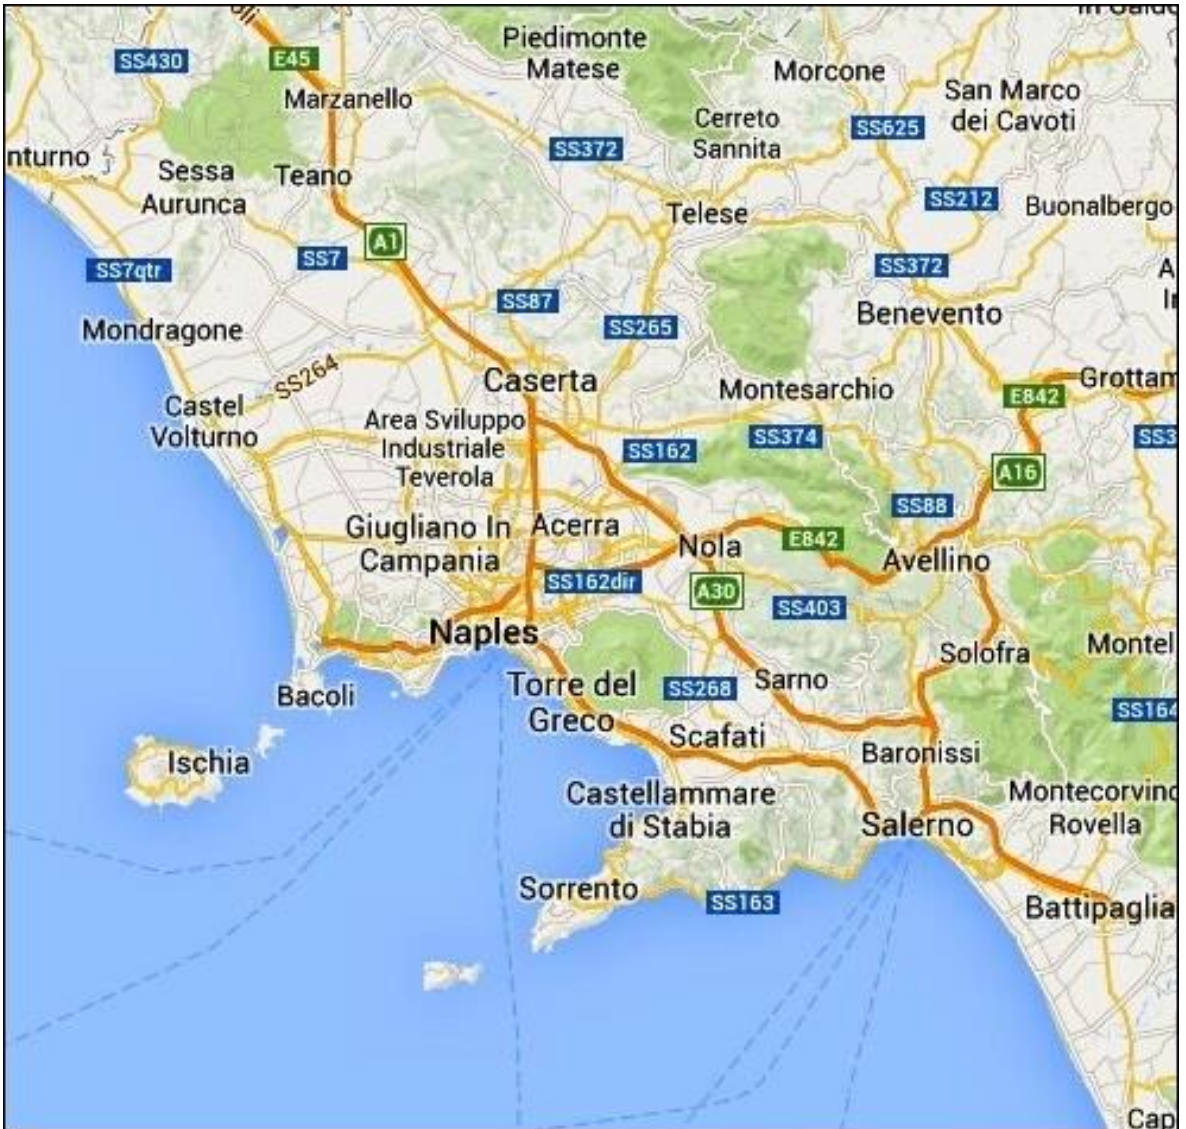 SS430
E45
Piedimonte
Matese
Morcone
San Marco
dei Cavoti
Marzanello
Cerreto
Sannita
SS625
SS372
nturno
Sessa
Aurunca
Teano
SS212
Telese
Buonalbergo
A1
SS7
SS7qtr
SS372
SS87
SS265
Benevento
Mondragone
SS264
Caserta
Montesarchio
E842
Grottam
Castel
Volturno
Area Sviluppo
Industriale
Teverola
SS162
SS374
SS3
A16
SS88
Giugliano In
Campania
Acerra
Nola
E842
Avellino
SS162dir
A30
SS403
Naples
Solofra
Montel
Bacoli
Torre del
Greco
SS268
Sarno
SS164
Scafati
Baronissi
Ischia
Castellammare
di Stabia
Salerno
Montecorvino
Rovella
Sorrento
SS163
Battipaglia
Cap